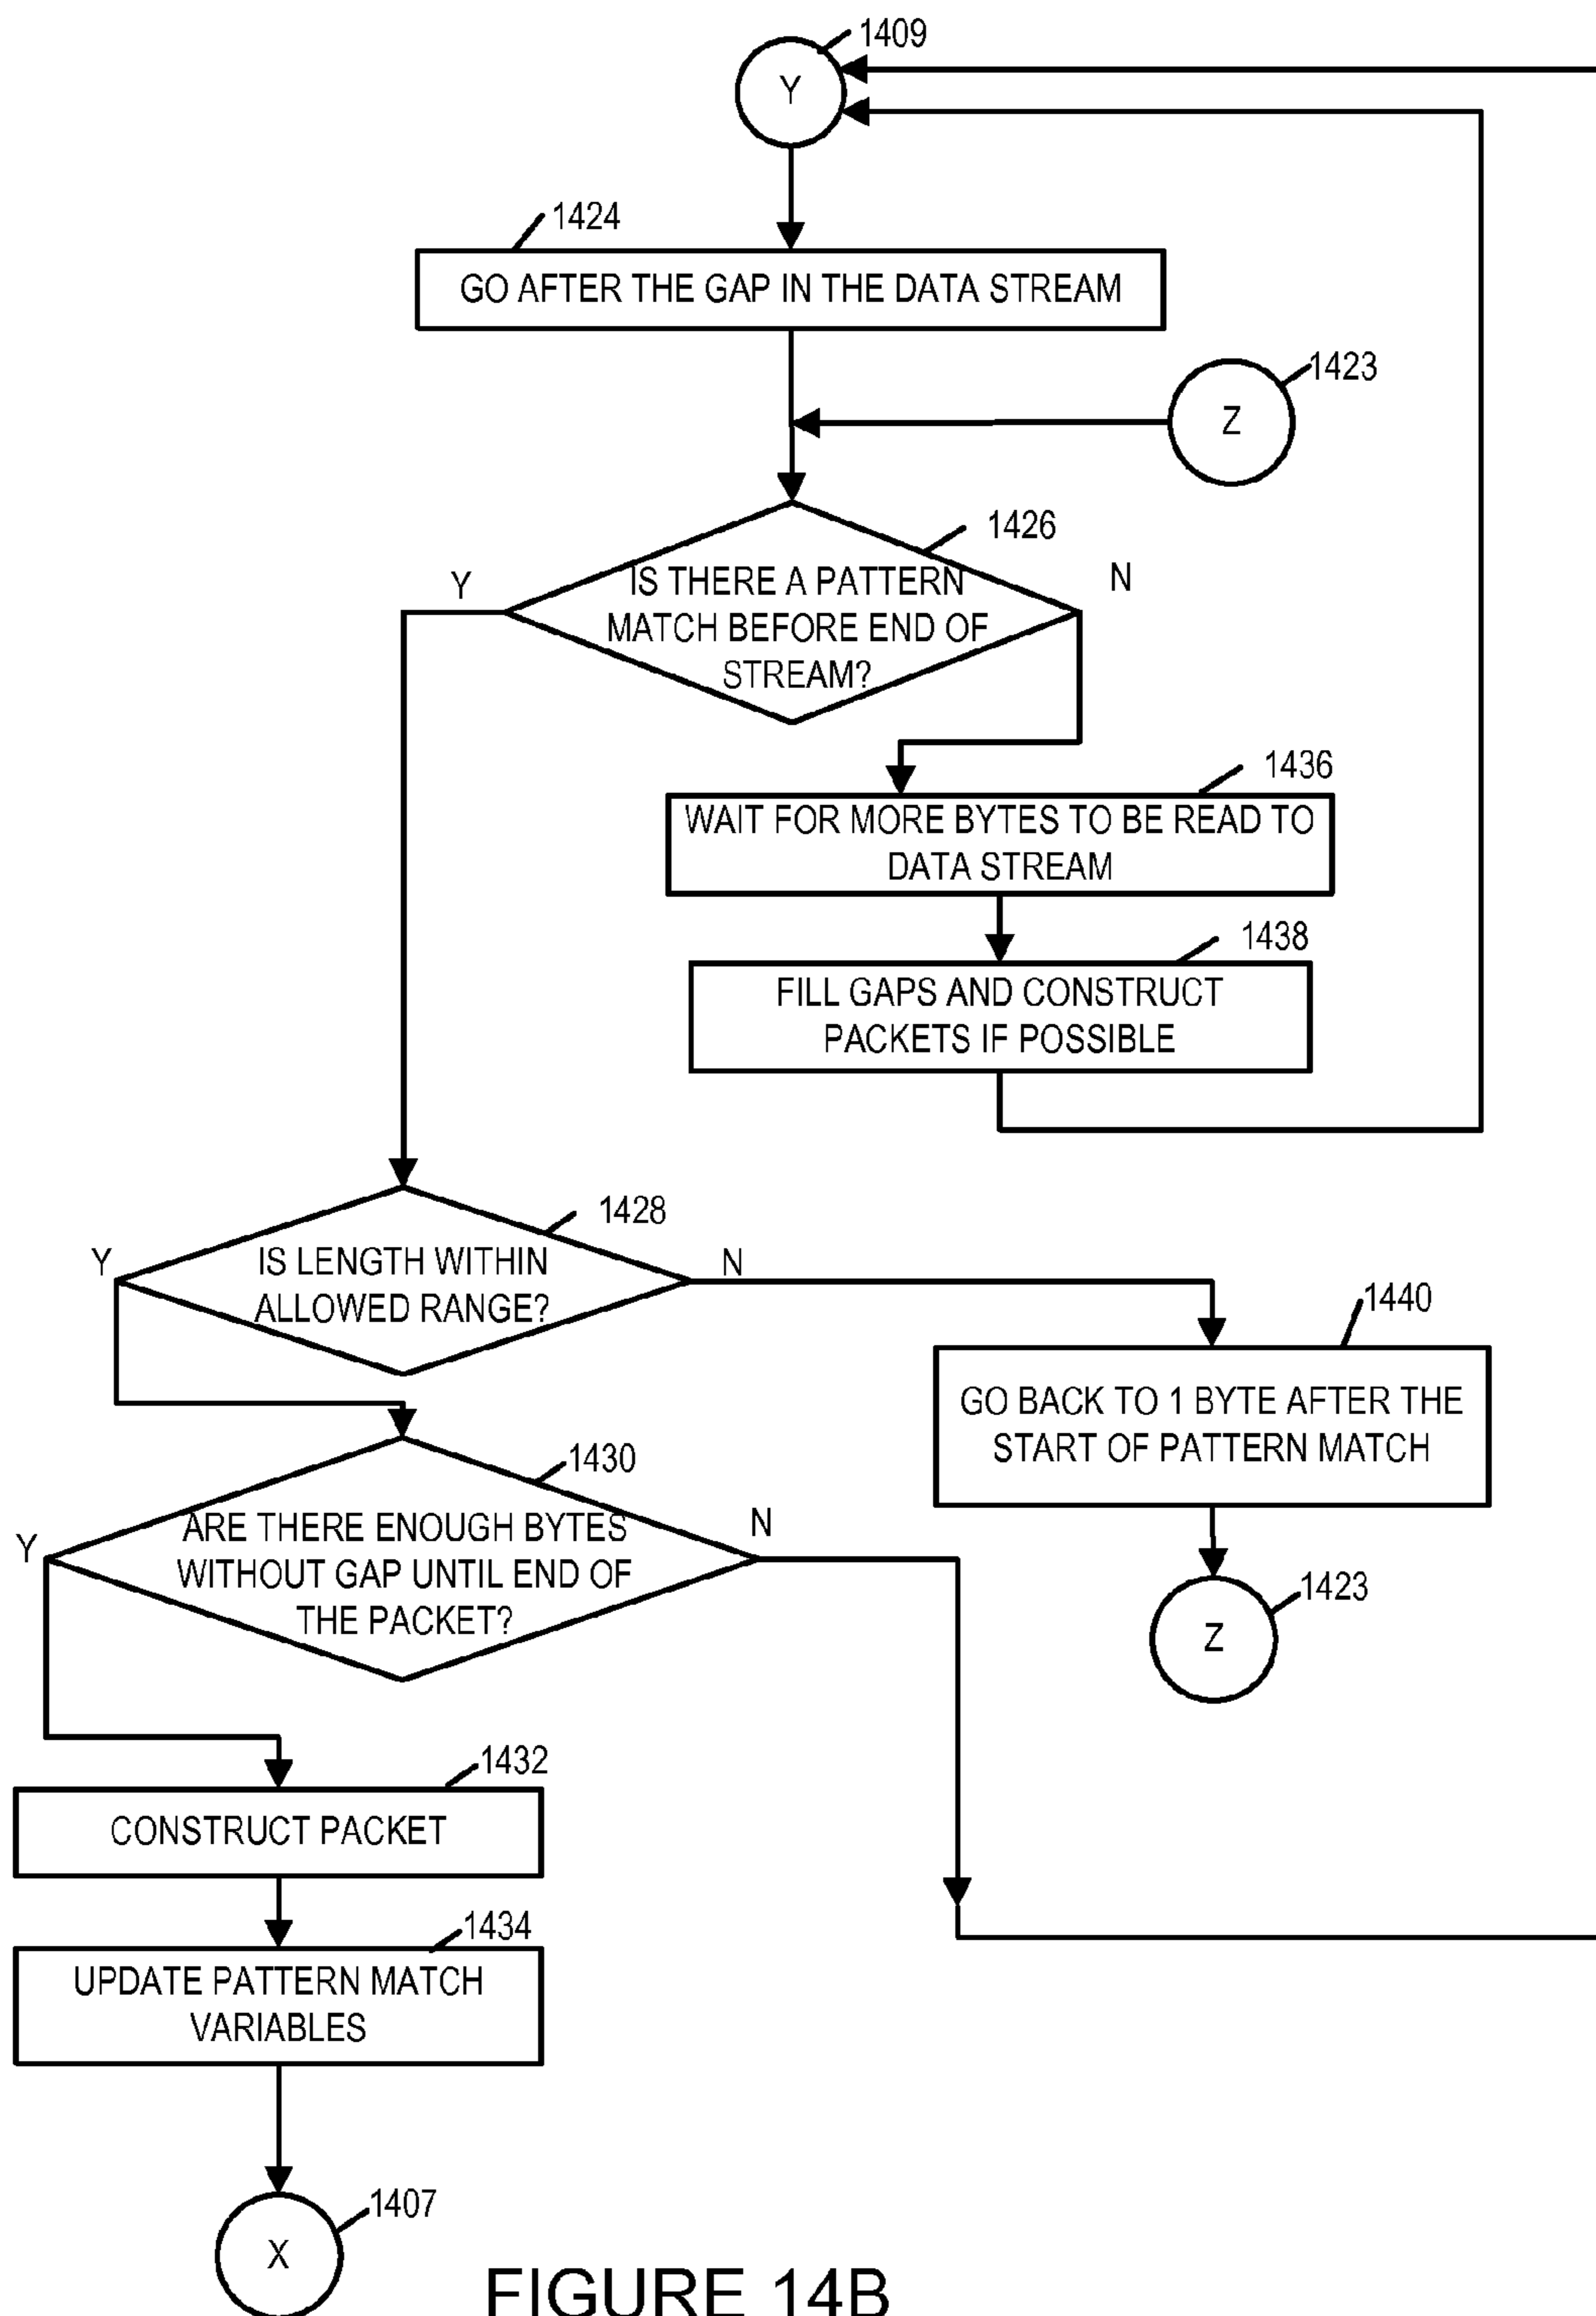 1409
Y
1424
GO AFTER THE GAP IN THE DATA STREAM
1423
Z
1426
Y
N
IS THERE A PATTERN
MATCH BEFORE END OF
STREAM?
1436
WAIT FOR MORE BYTES TO BE READ TO
DATA STREAM
1438
FILL GAPS AND CONSTRUCT
PACKETS IF POSSIBLE
1428
Y
N
IS LENGTH WITHIN
ALLOWED RANGE?
1440
GO BACK TO 1 BYTE AFTER THE
START OF PATTERN MATCH
1430
Y
N
ARE THERE ENOUGH BYTES
WITHOUT GAP UNTIL END OF
THE PACKET?
1423
Z
1432
CONSTRUCT PACKET
1434
UPDATE PATTERN MATCH
VARIABLES
1407
X
FIGURE 14B